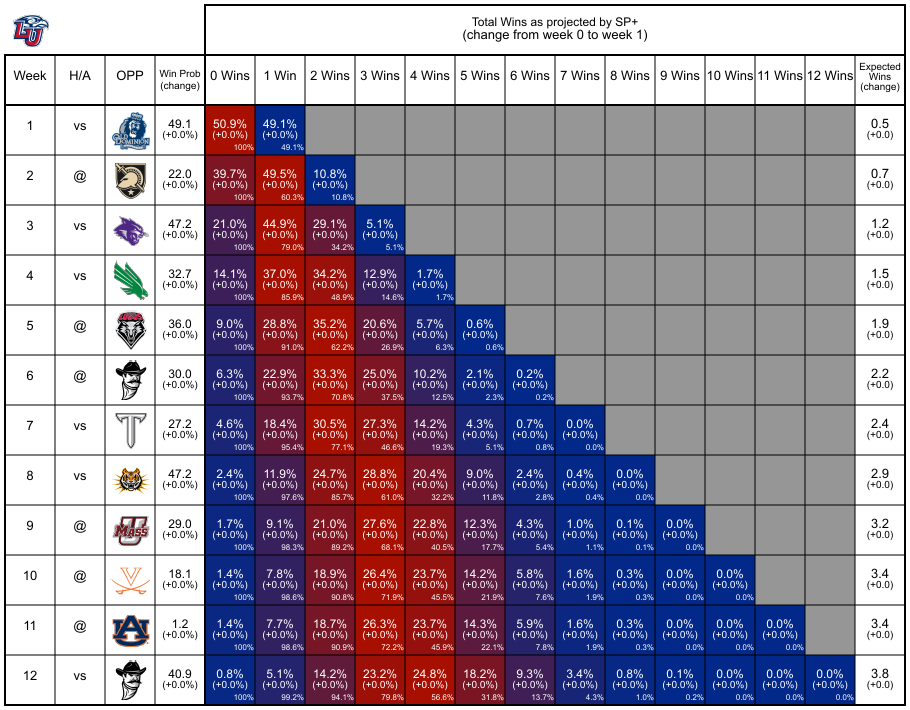 LU
Total Wins as projected by SP+
(change from week 0 to week 1)
Week H/A OPP Win Prob (change) 0 Wins 1 Win 2 Wins 3 Wins 4 Wins 5 Wins 6 Wins 7 Wins 8 Wins 9 Wins 10 Wins 11 Wins 12 Wins Expected Wins (change)
1 vs DOMINION 49.1 50.9% 49.1% 0.5
(+0.0%) (+0.0%) (+0.0%) (+0.0)
100% 49.1%
2 @ 22.0 39.7% 49.5% 10.8% 0.7
(+0.0%) (+0.0%) (+0.0%) (+0.0%) (+0.0)
100% 60.3% 10.8%
3 vs 47.2 21.0% 44.9% 29.1% 5.1% 1.2
(+0.0%) (+0.0%) (+0.0%) (+0.0%) (+0.0%) (+0.0)
100% 79.0% 34.2% 5.1%
4 vs 32.7 14.1% 37.0% 34.2% 12.9% 1.7% 1.5
(+0.0%) (+0.0%) (+0.0%) (+0.0%) (+0.0%) (+0.0%) (+0.0)
100% 85.9% 48.9% 14.6% 1.7%
5 @ 36.0 9.0% 28.8% 35.2% 20.6% 5.7% 0.6% 1.9
(+0.0%) (+0.0%) (+0.0%) (+0.0%) (+0.0%) (+0.0%) (+0.0%) (+0.0)
100% 91.0% 62.2% 26.9% 6.3% 0.6%
6 @ 30.0 6.3% 22.9% 33.3% 25.0% 10.2% 2.1% 0.2% 2.2
(+0.0%) (+0.0%) (+0.0%) (+0.0%) (+0.0%) (+0.0%) (+0.0%) (+0.0%) (+0.0)
100% 93.7% 70.8% 37.5% 12.5% 2.3% 0.2%
7 vs T 27.2 4.6% 18.4% 30.5% 27.3% 14.2% 4.3% 0.7% 0.0% 2.4
(+0.0%) (+0.0%) (+0.0%) (+0.0%) (+0.0%) (+0.0%) (+0.0%) (+0.0%) (+0.0%) (+0.0)
100% 95.4% 77.1% 46.6% 19.3% 5.1% 0.8% 0.0%
8 vs 47.2 2.4% 11.9% 24.7% 28.8% 20.4% 9.0% 2.4% 0.4% 0.0% 2.9
(+0.0%) (+0.0%) (+0.0%) (+0.0%) (+0.0%) (+0.0%) (+0.0%) (+0.0%) (+0.0%) (+0.0%) (+0.0)
100% 97.6% 85.7% 61.0% 32.2% 11.8% 2.8% 0.4% 0.0%
9 @ UMASS 29.0 1.7% 9.1% 21.0% 27.6% 22.8% 12.3% 4.3% 1.0% 0.1% 0.0% 3.2
(+0.0%) (+0.0%) (+0.0%) (+0.0%) (+0.0%) (+0.0%) (+0.0%) (+0.0%) (+0.0%) (+0.0%) (+0.0%) (+0.0)
100% 98.3% 89.2% 68.1% 40.5% 17.7% 5.4% 1.1% 0.1% 0.0%
10 @ V 18.1 1.4% 7.8% 18.9% 26.4% 23.7% 14.2% 5.8% 1.6% 0.3% 0.0% 0.0% 3.4
(+0.0%) (+0.0%) (+0.0%) (+0.0%) (+0.0%) (+0.0%) (+0.0%) (+0.0%) (+0.0%) (+0.0%) (+0.0%) (+0.0%) (+0.0)
100% 98.6% 90.8% 71.9% 45.5% 21.9% 7.6% 1.9% 0.3% 0.0% 0.0%
11 @ AU 1.2 1.4% 7.7% 18.7% 26.3% 23.7% 14.3% 5.9% 1.6% 0.3% 0.0% 0.0% 0.0% 3.4
(+0.0%) (+0.0%) (+0.0%) (+0.0%) (+0.0%) (+0.0%) (+0.0%) (+0.0%) (+0.0%) (+0.0%) (+0.0%) (+0.0%) (+0.0%) (+0.0)
100% 98.6% 90.9% 72.2% 45.9% 22.1% 7.8% 1.9% 0.3% 0.0% 0.0% 0.0%
12 vs 40.9 0.8% 5.1% 14.2% 23.2% 24.8% 18.2% 9.3% 3.4% 0.8% 0.1% 0.0% 0.0% 0.0% 3.8
(+0.0%) (+0.0%) (+0.0%) (+0.0%) (+0.0%) (+0.0%) (+0.0%) (+0.0%) (+0.0%) (+0.0%) (+0.0%) (+0.0%) (+0.0%) (+0.0%) (+0.0)
100% 99.2% 94.1% 79.8% 56.6% 31.8% 13.7% 4.3% 1.0% 0.2% 0.0% 0.0% 0.0%